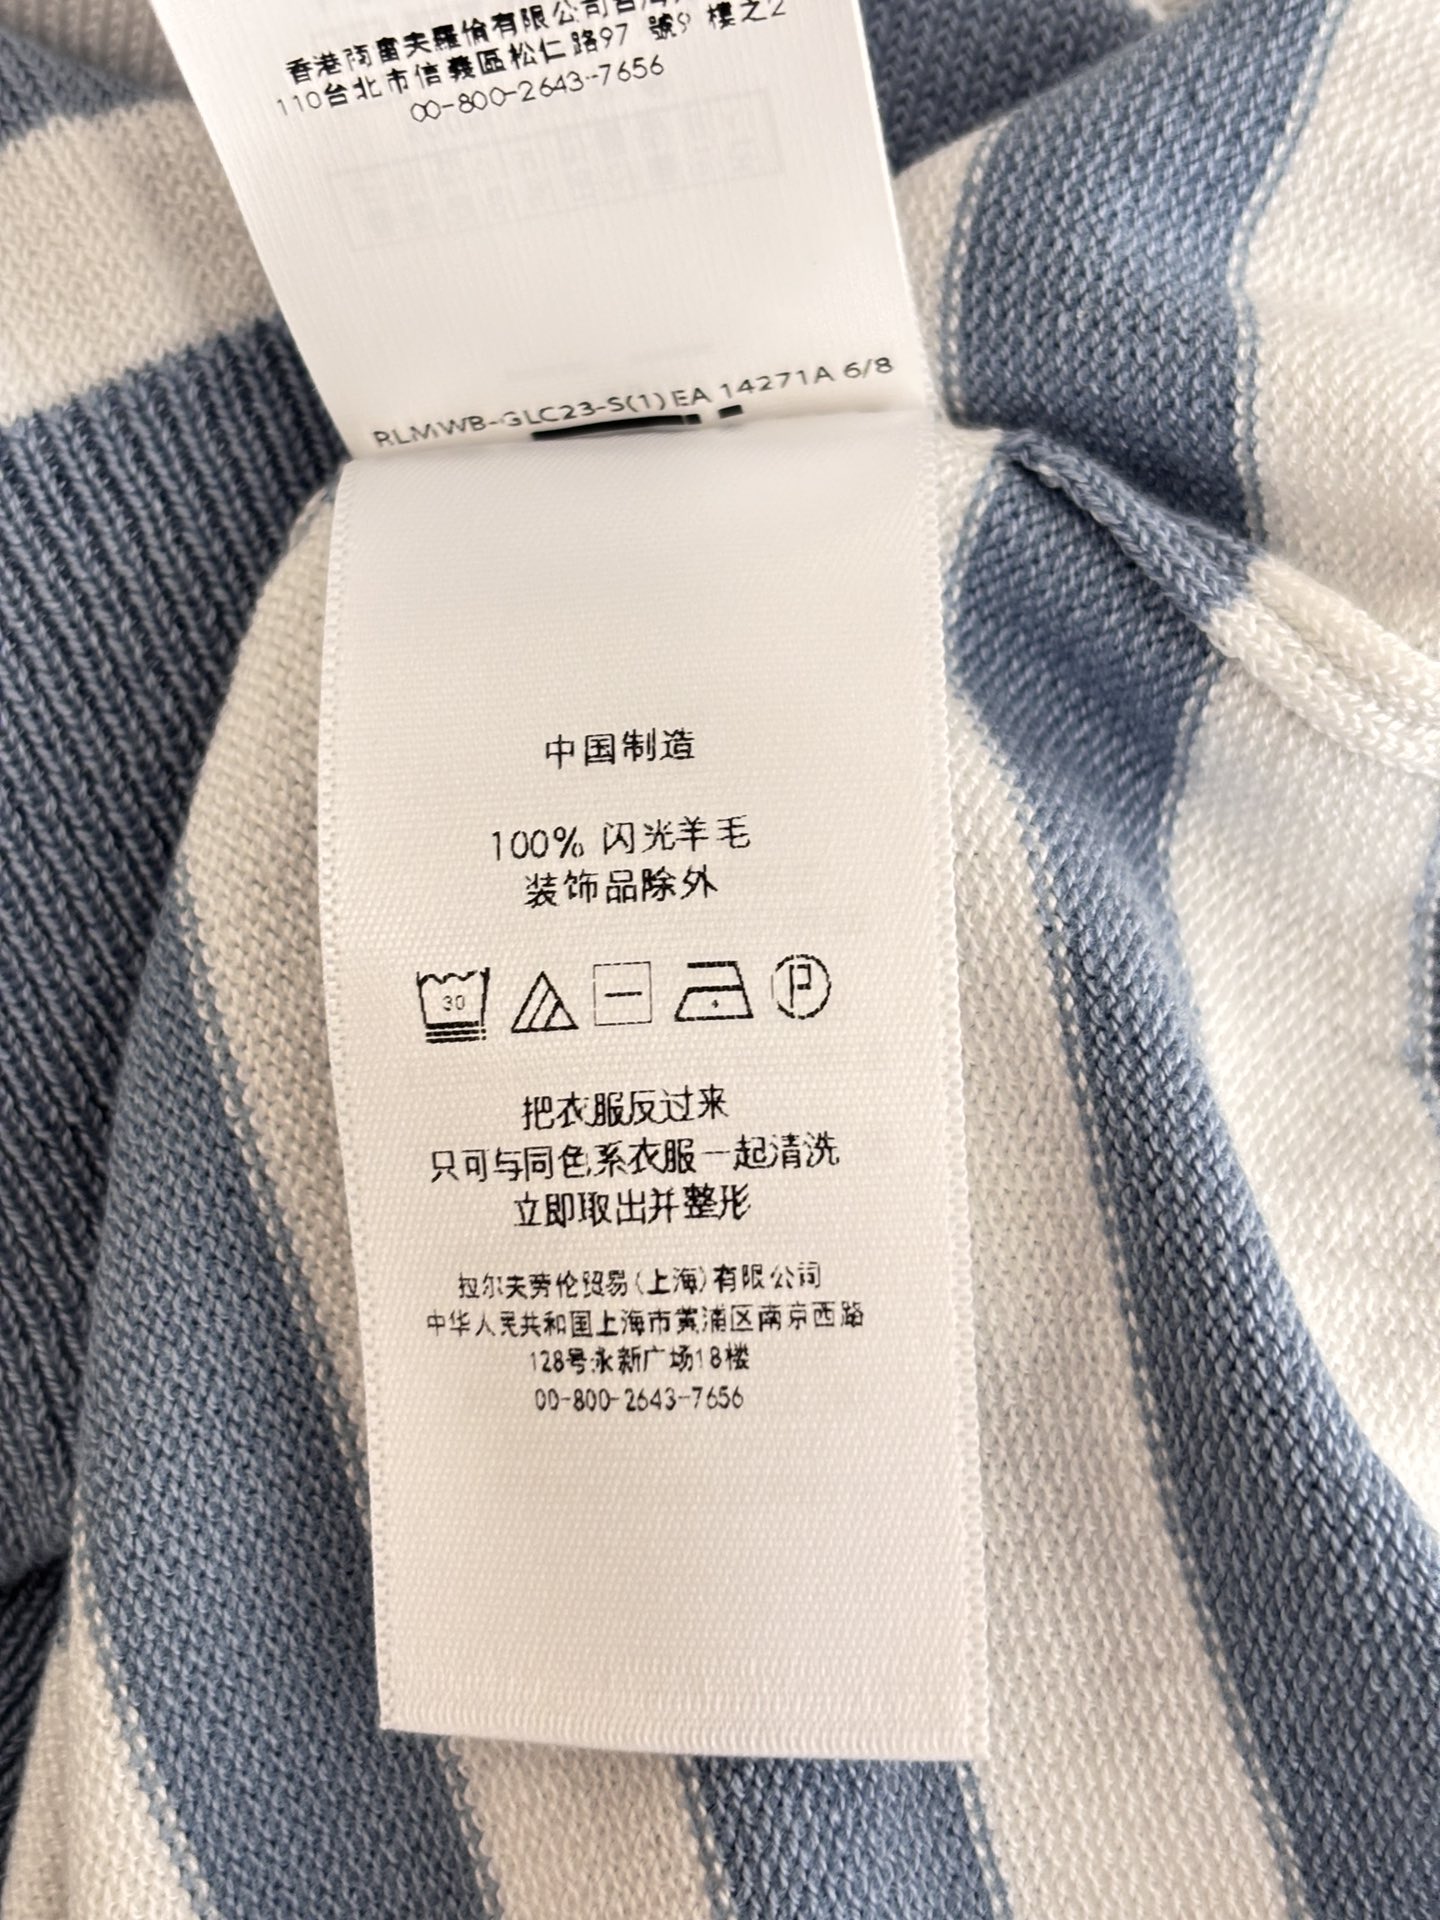 香港商雷夫羅倫有限公司台灣
110台北市信義區松仁路97 號9 樓之2
00-800-2643-7656
RLMWB-GLC23-S(1)EA 14271A 6/8
中国制造
100% 闪光羊毛
装饰品除外
30
P
把衣服反过来
只可与同色系衣服一起清洗
立即取出并整形
拉尔夫劳伦贸易(上海)有限公司
中华人民共和国上海市黄浦区南京西路
128号永新广场18楼
00-800-2643-7656